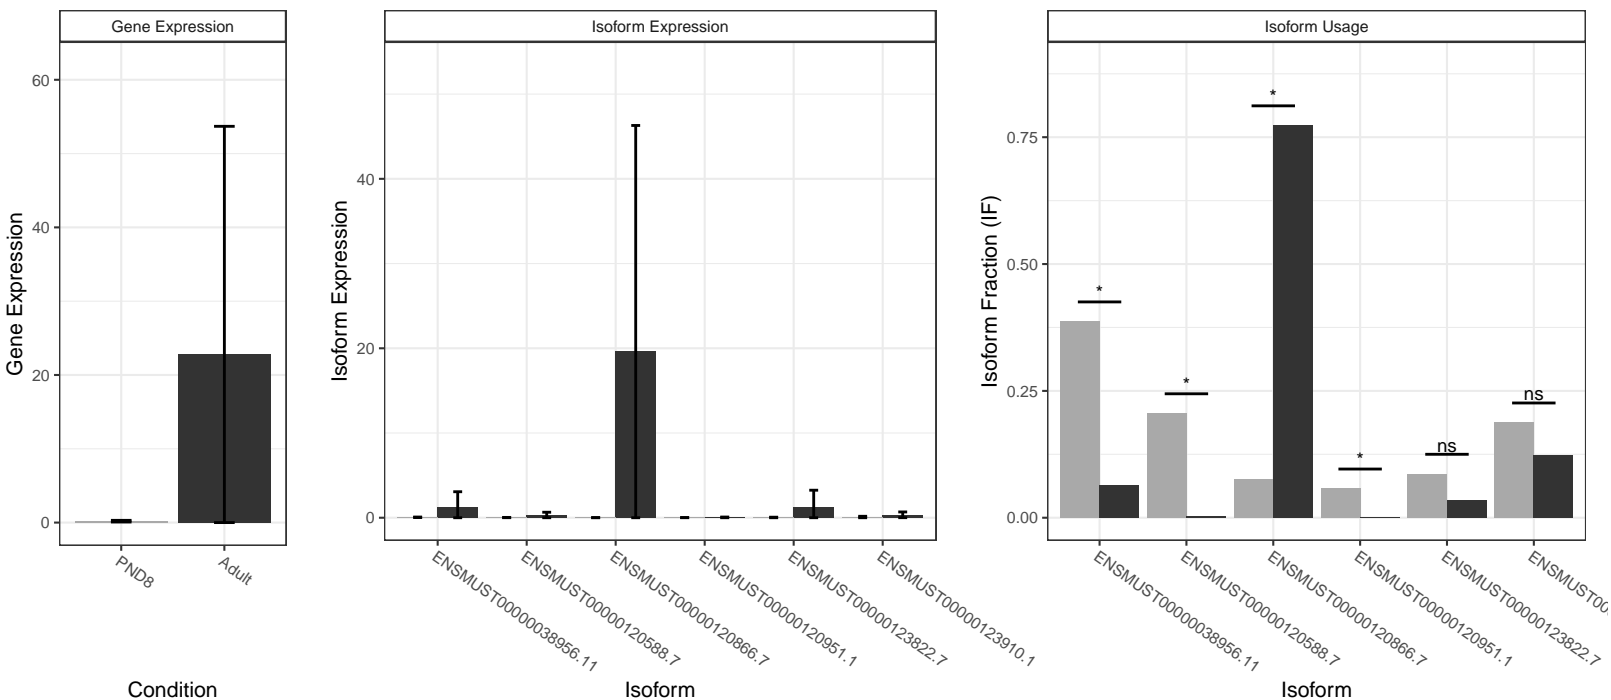 Gene Expression
Isoform Expression
Isoform Usage
Gene Expression
60
40
20
0
PND8
Adult
Condition
Isoform Expression
40
20
0
ENSMUST00000038956.11
ENSMUST00000120588.7
ENSMUST00000120866.7
ENSMUST00000120951.1
ENSMUST00000123822.7
ENSMUST00000123910.1
Isoform
Isoform Fraction (IF)
0.75
0.50
0.25
0.00
*
*
*
*
ns
ns
ENSMUST00000038956.11
ENSMUST00000120588.7
ENSMUST00000120866.7
ENSMUST00000120951.1
ENSMUST00000123822.7
Isoform